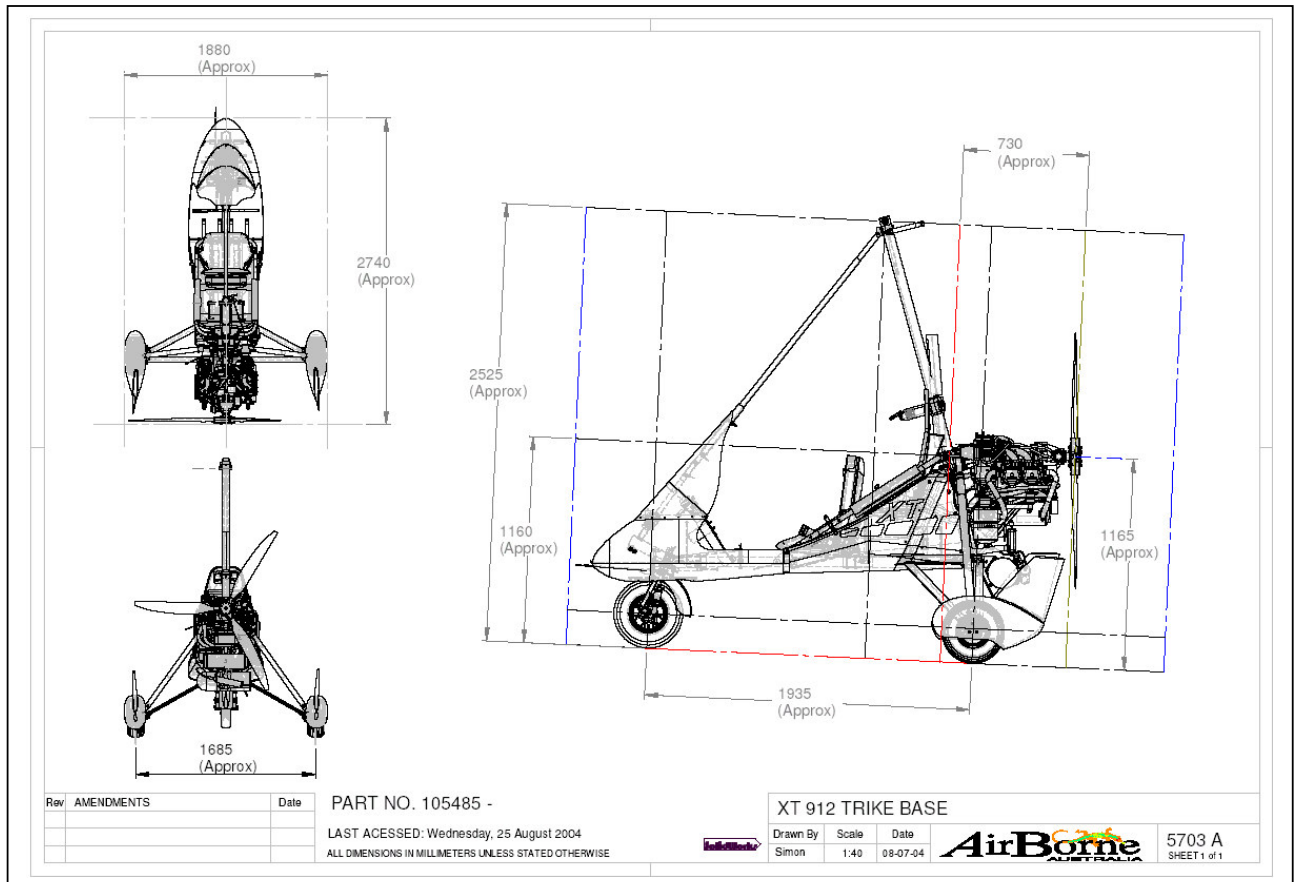 1880
(Approx)
2740
(Approx)
730
(Approx)
2525
(Approx)
1160
(Approx)
1165
(Approx)
1935
(Approx)
1685
(Approx)
Rev AMENDMENTS Date
PART NO. 105485 -
LAST ACESSED: Wednesday, 25 August 2004
ALL DIMENSIONS IN MILLIMETERS UNLESS STATED OTHERWISE
SolidWorks
XT 912 TRIKE BASE
Drawn By Scale Date
Simon 1:40 08-07-04
AirBorne
AUSTRALIA
5703 A
SHEET 1 of 1